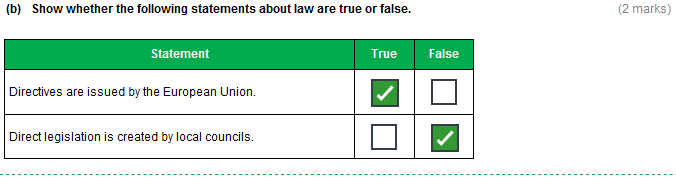 (b) Show whether the following statements about law are true or false. (2 marks)
Statement True False
Directives are issued by the European Union.
Direct legislation is created by local councils.